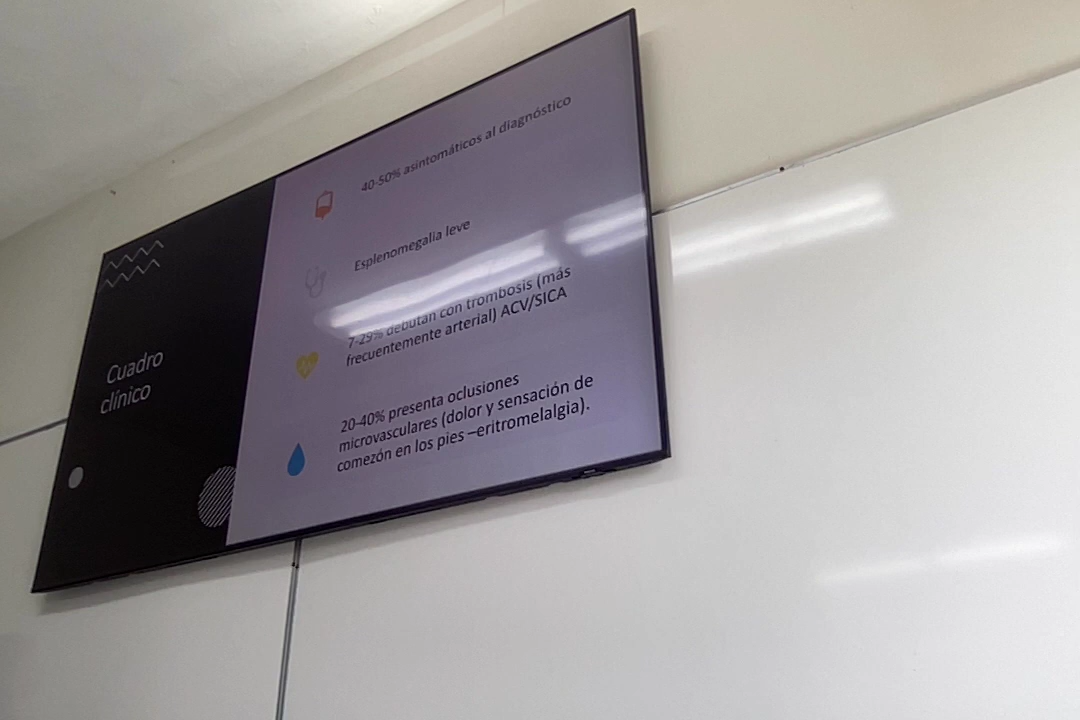 Cuadro
clínico
40-50% asintomáticos al diagnóstico
Esplenomegalia leve
7-29% debutan con trombosis (más
frecuentemente arterial) ACV/SICA
20-40% presenta oclusiones
microvasculares (dolor y sensación de
comezón en los pies –eritromelalgia).